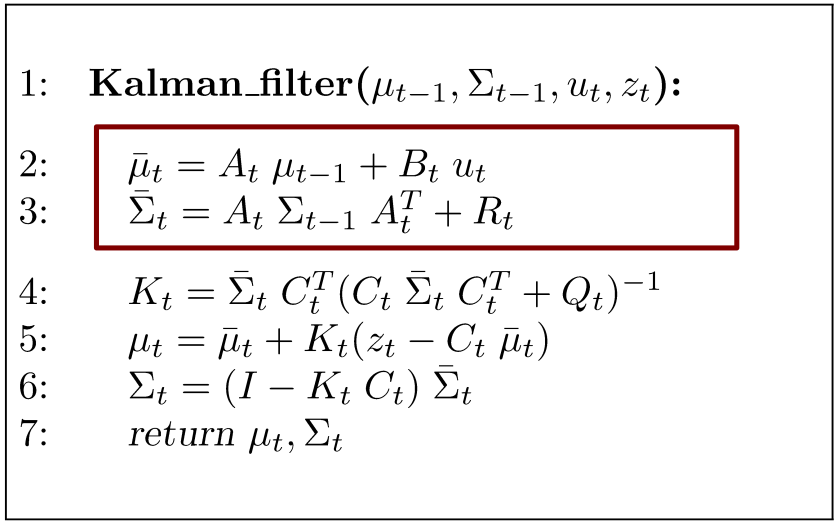 1: Kalman_filter(μ_{t−1}, Σ_{t−1}, u_t, z_t):
2: μ̄_t = A_t μ_{t−1} + B_t u_t
3: Σ̄_t = A_t Σ_{t−1} A_t^T + R_t
4: K_t = Σ̄_t C_t^T (C_t Σ̄_t C_t^T + Q_t)^{−1}
5: μ_t = μ̄_t + K_t(z_t − C_t μ̄_t)
6: Σ_t = (I − K_t C_t) Σ̄_t
7: return μ_t, Σ_t